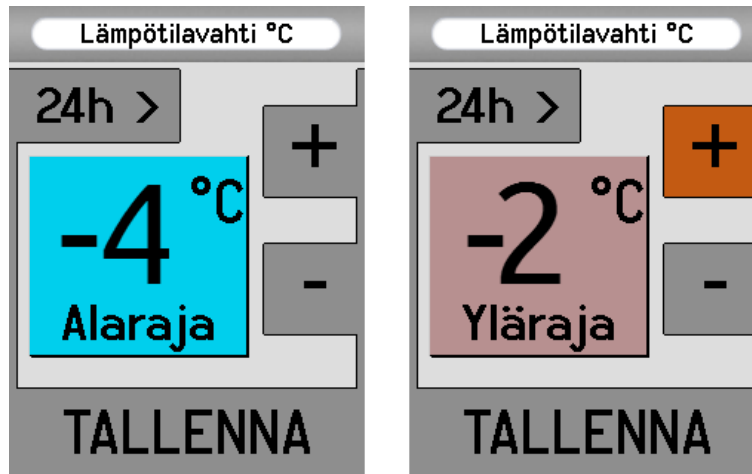 Lämpötilavahti °C
24h >
+
-4 °C
-
Alaraja
TALLENNA
Lämpötilavahti °C
24h >
+
-2 °C
-
Yläraja
TALLENNA